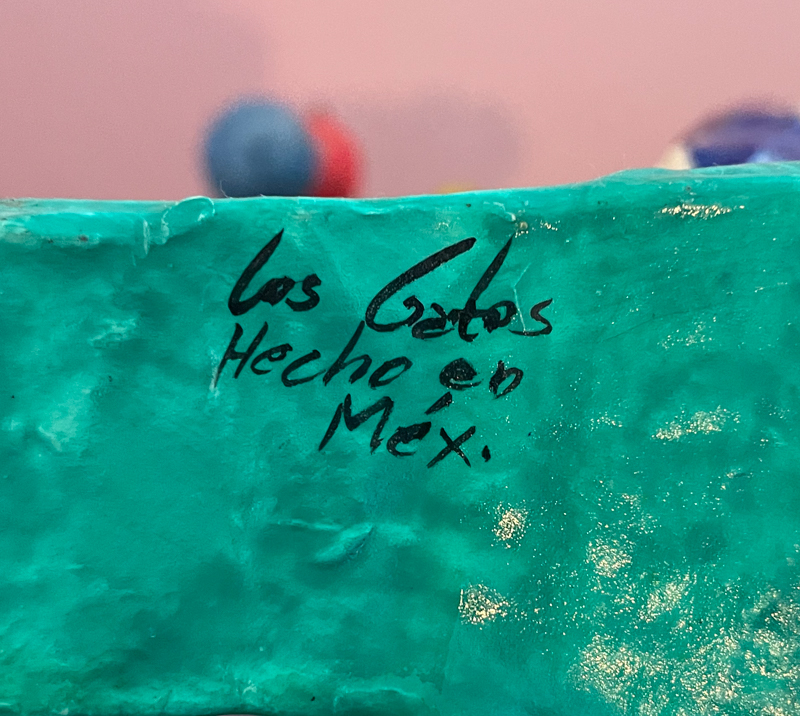 Los Gatos
Hecho en
Méx.